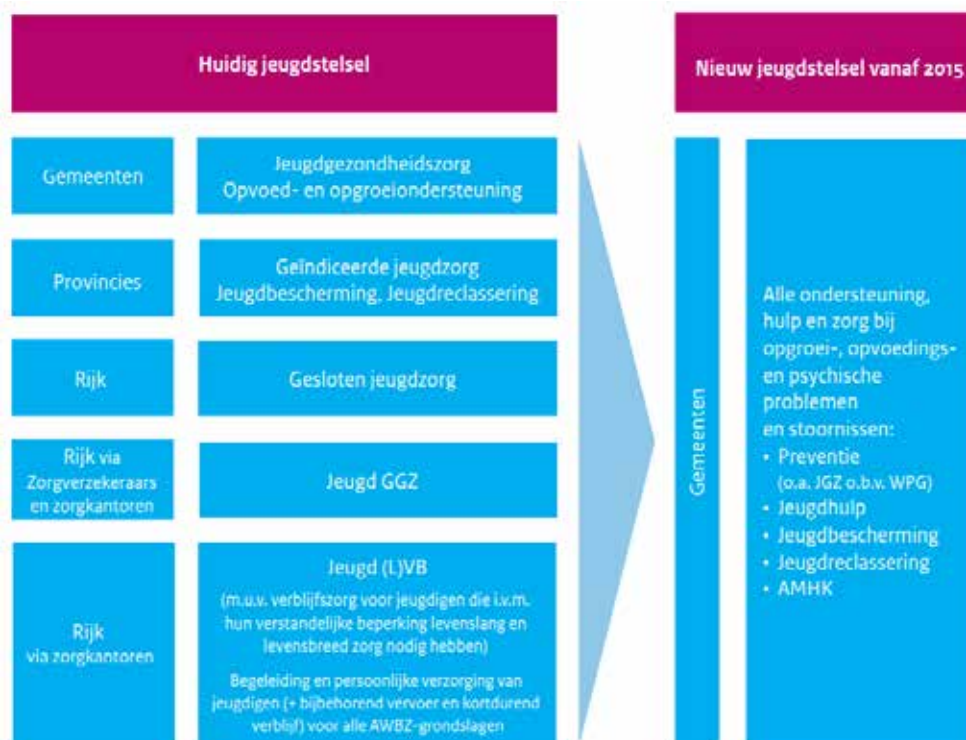 Huidig jeugdstelsel
Nieuw jeugdstelsel vanaf 2015
Gemeenten
Jeugdgezondheidszorg
Opvoed- en opgroeiondersteuning
Provincies
Geïndiceerde jeugdzorg
Jeugdbescherming, Jeugdreclassering
Rijk
Gesloten jeugdzorg
Rijk via
Zorgverzekeraars
en zorgkantoren
Jeugd GGZ
Rijk
via zorgkantoren
Jeugd (L)VB
(m.u.v. verblijfszorg voor jeugdigen die i.v.m.
hun verstandelijke beperking levenslang en
levensbreed zorg nodig hebben)
Begeleiding en persoonlijke verzorging van
jeugdigen (+ bijbehorend vervoer en kortdurend
verblijf) voor alle AWBZ-grondslagen
Gemeenten
Alle ondersteuning,
hulp en zorg bij
opgroei-, opvoedings-
en psychische
problemen
en stoornissen:
• Preventie
(o.a. JGZ o.b.v. WPG)
• Jeugdhulp
• Jeugdbescherming
• Jeugdreclassering
• AMHK